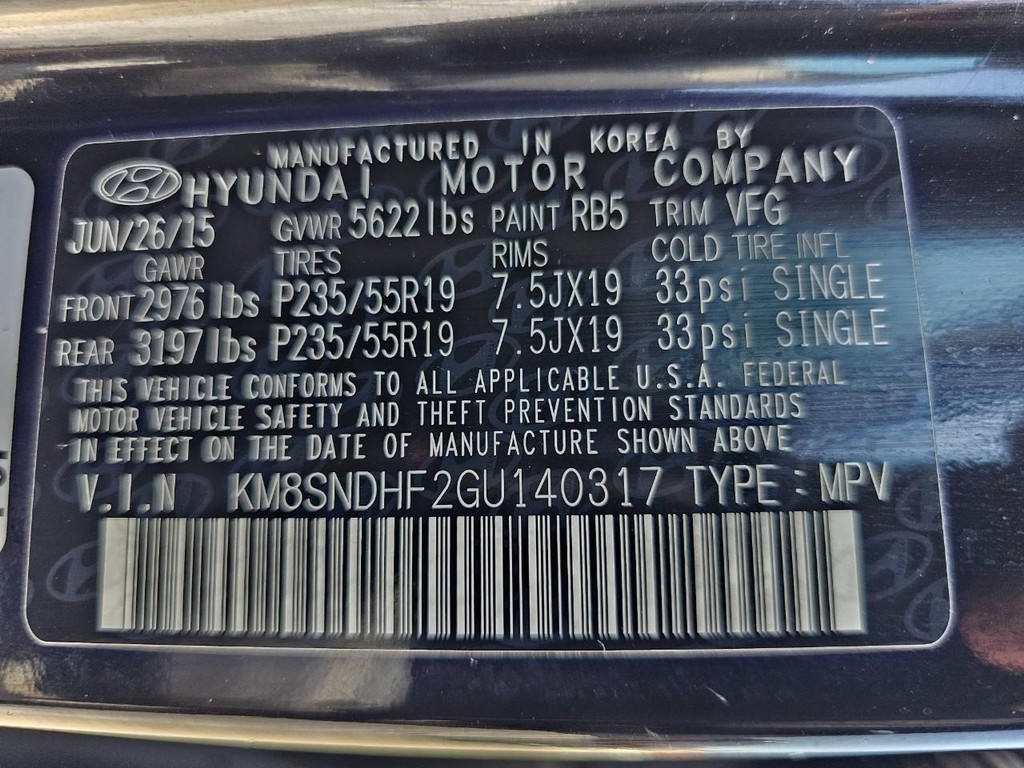 MANUFACTURED IN KOREA BY
HYUNDAI MOTOR COMPANY
JUN/26/15 GVWR 5622lbs PAINT RB5 TRIM VFG
GAWR TIRES RIMS COLD TIRE INFL
FRONT 2976lbs P235/55R19 7.5JX19 33psi SINGLE
REAR 3197lbs P235/55R19 7.5JX19 33psi SINGLE
THIS VEHICLE CONFORMS TO ALL APPLICABLE U.S.A. FEDERAL
MOTOR VEHICLE SAFETY AND THEFT PREVENTION STANDARDS
IN EFFECT ON THE DATE OF MANUFACTURE SHOWN ABOVE
V.I.N KM8SNDHF2GU140317 TYPE : MPV